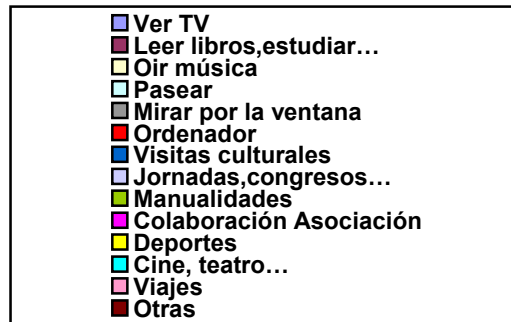 Ver TV
Leer libros,estudiar…
Oir música
Pasear
Mirar por la ventana
Ordenador
Visitas culturales
Jornadas,congresos…
Manualidades
Colaboración Asociación
Deportes
Cine, teatro…
Viajes
Otras